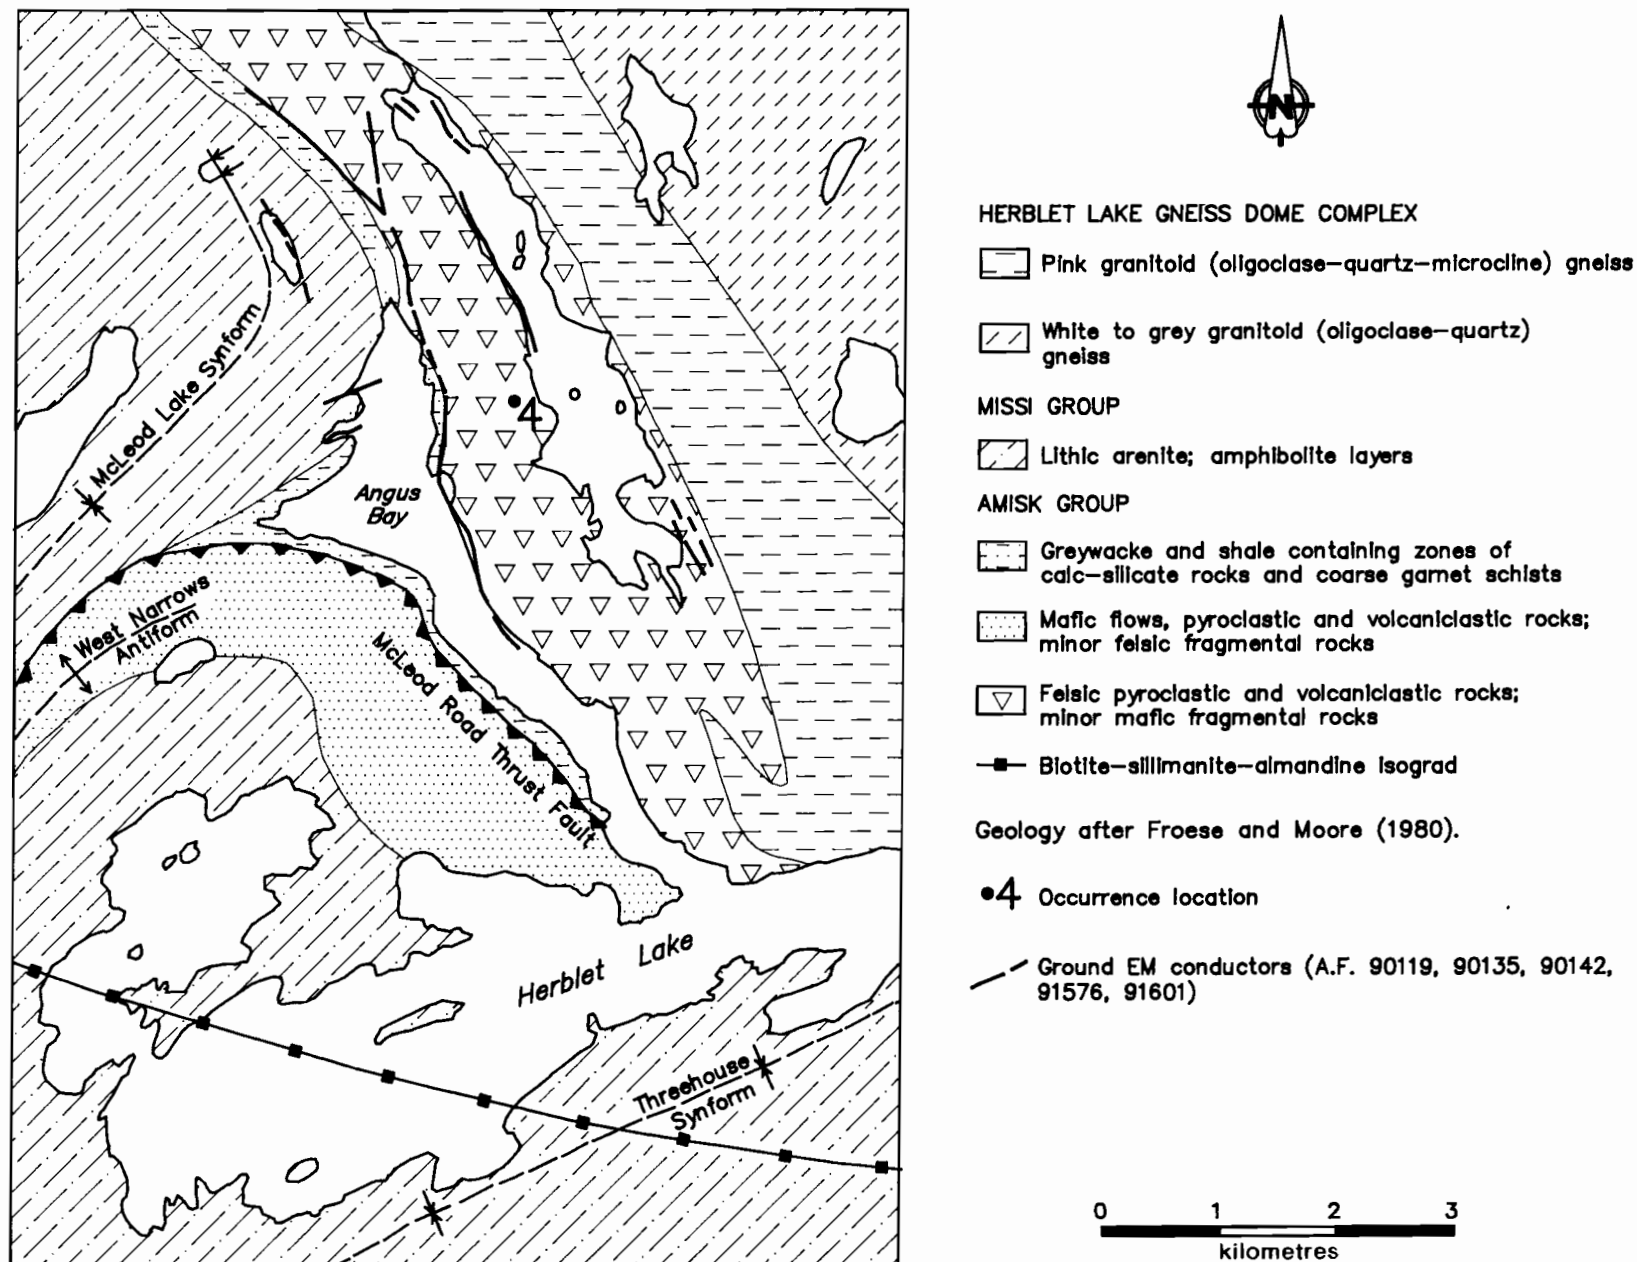 McLeod Lake Synform
Angus
Bay
West Narrows
Antiform
McLeod Road Thrust Fault
4
Herblet Lake
Threehouse
Synform
N
HERBLET LAKE GNEISS DOME COMPLEX
Pink granitoid (oligoclase–quartz–microcline) gneiss
White to grey granitoid (oligoclase–quartz)
gneiss
MISSI GROUP
Lithic arenite; amphibolite layers
AMISK GROUP
Greywacke and shale containing zones of
calc–silicate rocks and coarse garnet schists
Mafic flows, pyroclastic and volcaniclastic rocks;
minor felsic fragmental rocks
Felsic pyroclastic and volcaniclastic rocks;
minor mafic fragmental rocks
Biotite–sillimanite–almandine isograd
Geology after Froese and Moore (1980).
4 Occurrence location
Ground EM conductors (A.F. 90119, 90135, 90142,
91576, 91601)
0 1 2 3
kilometres